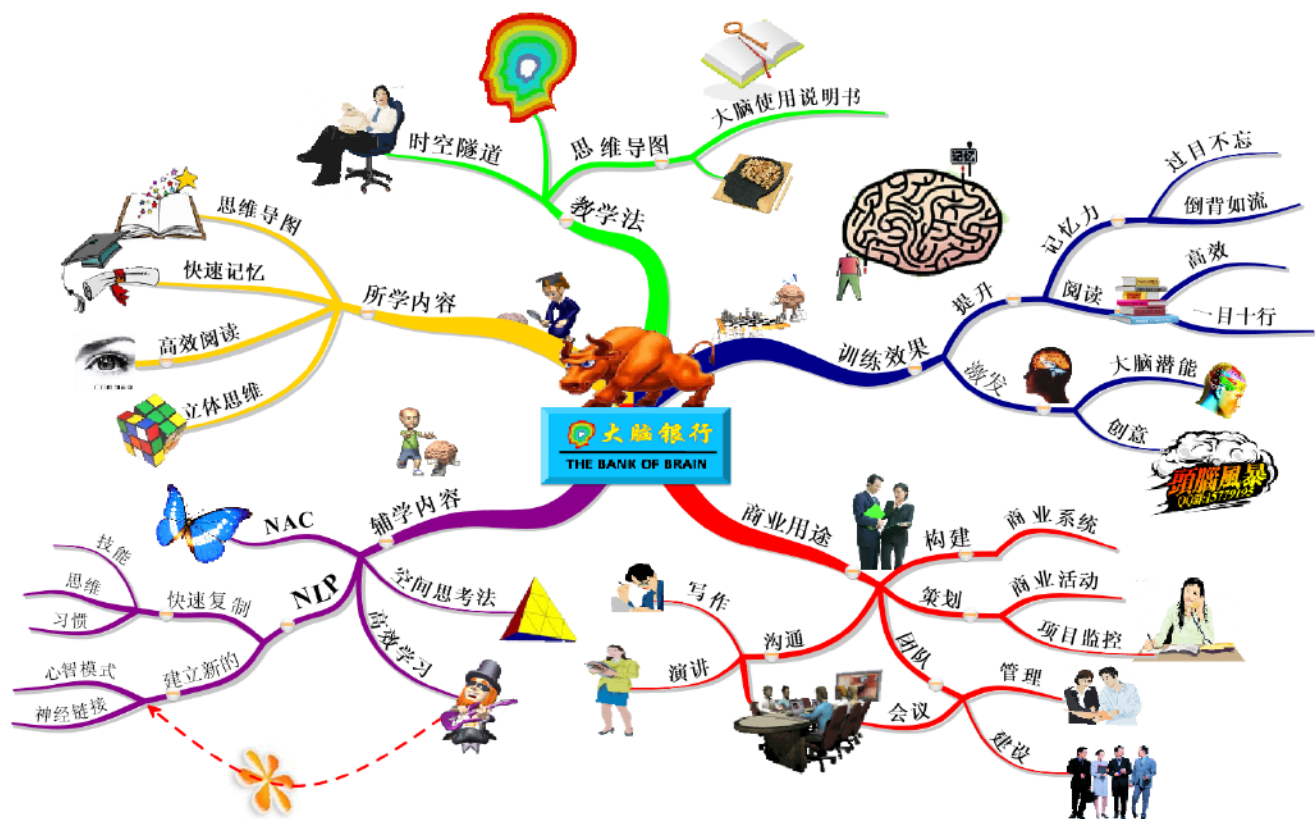 大脑银行
THE BANK OF BRAIN
教学法
时空隧道
思维导图
大脑使用说明书
训练效果
提升
记忆力
过目不忘
倒背如流
阅读
高效
一目十行
激发
大脑潜能
创意
記忆
頭腦風暴
QQ群:15779195
商业用途
构建
商业系统
策划
商业活动
项目监控
团队
管理
建设
会议
沟通
写作
演讲
辅学内容
NAC
NLP
快速复制
技能
思维
习惯
建立新的
心智模式
神经链接
空间思考法
高效学习
所学内容
思维导图
快速记忆
高效阅读
立体思维